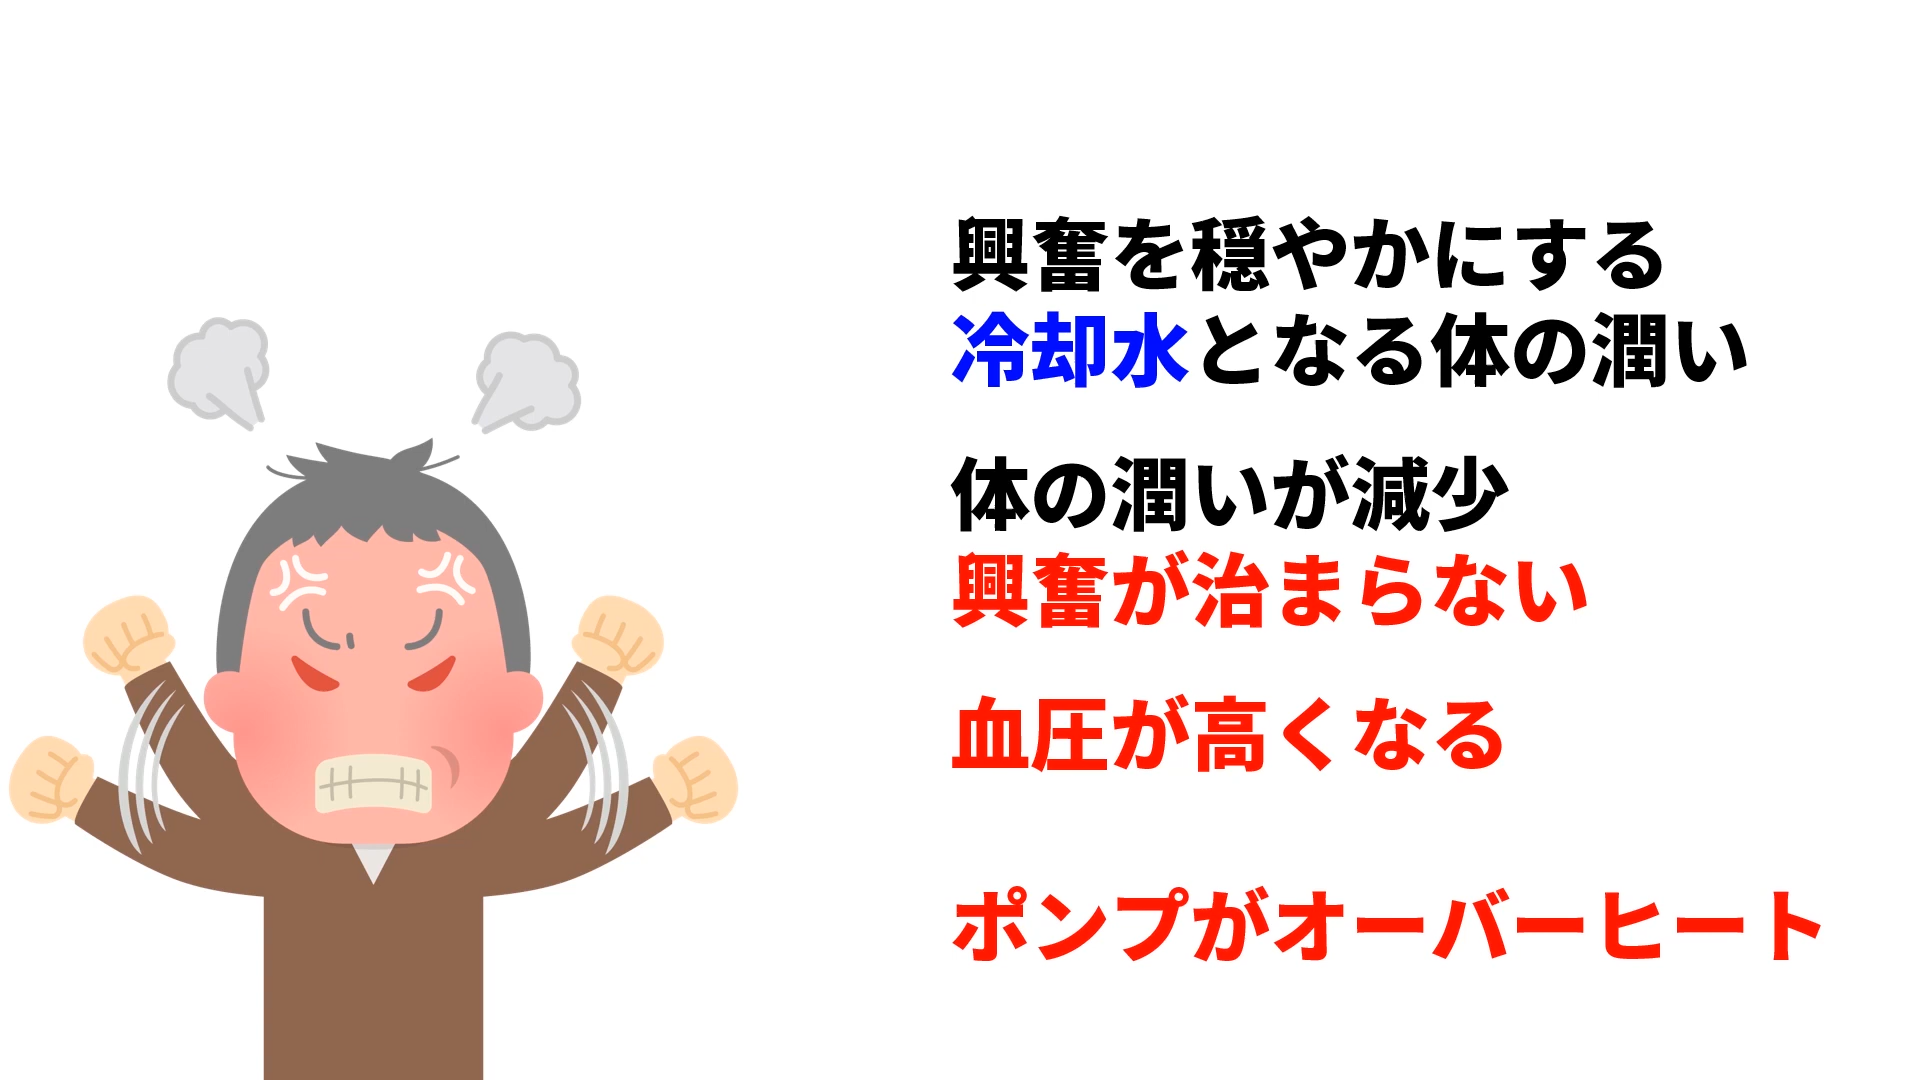 興奮を穏やかにする
冷却水となる体の潤い
体の潤いが減少
興奮が治まらない
血圧が高くなる
ポンプがオーバーヒート